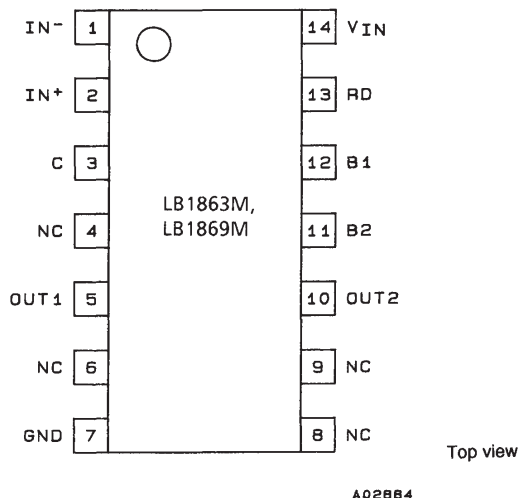 IN- 1 14 VIN
IN+ 2 13 RD
C 3 12 B1
LB1863M,
NC 4 LB1869M 11 B2
OUT1 5 10 OUT2
NC 6 9 NC
GND 7 8 NC
Top view
A02884